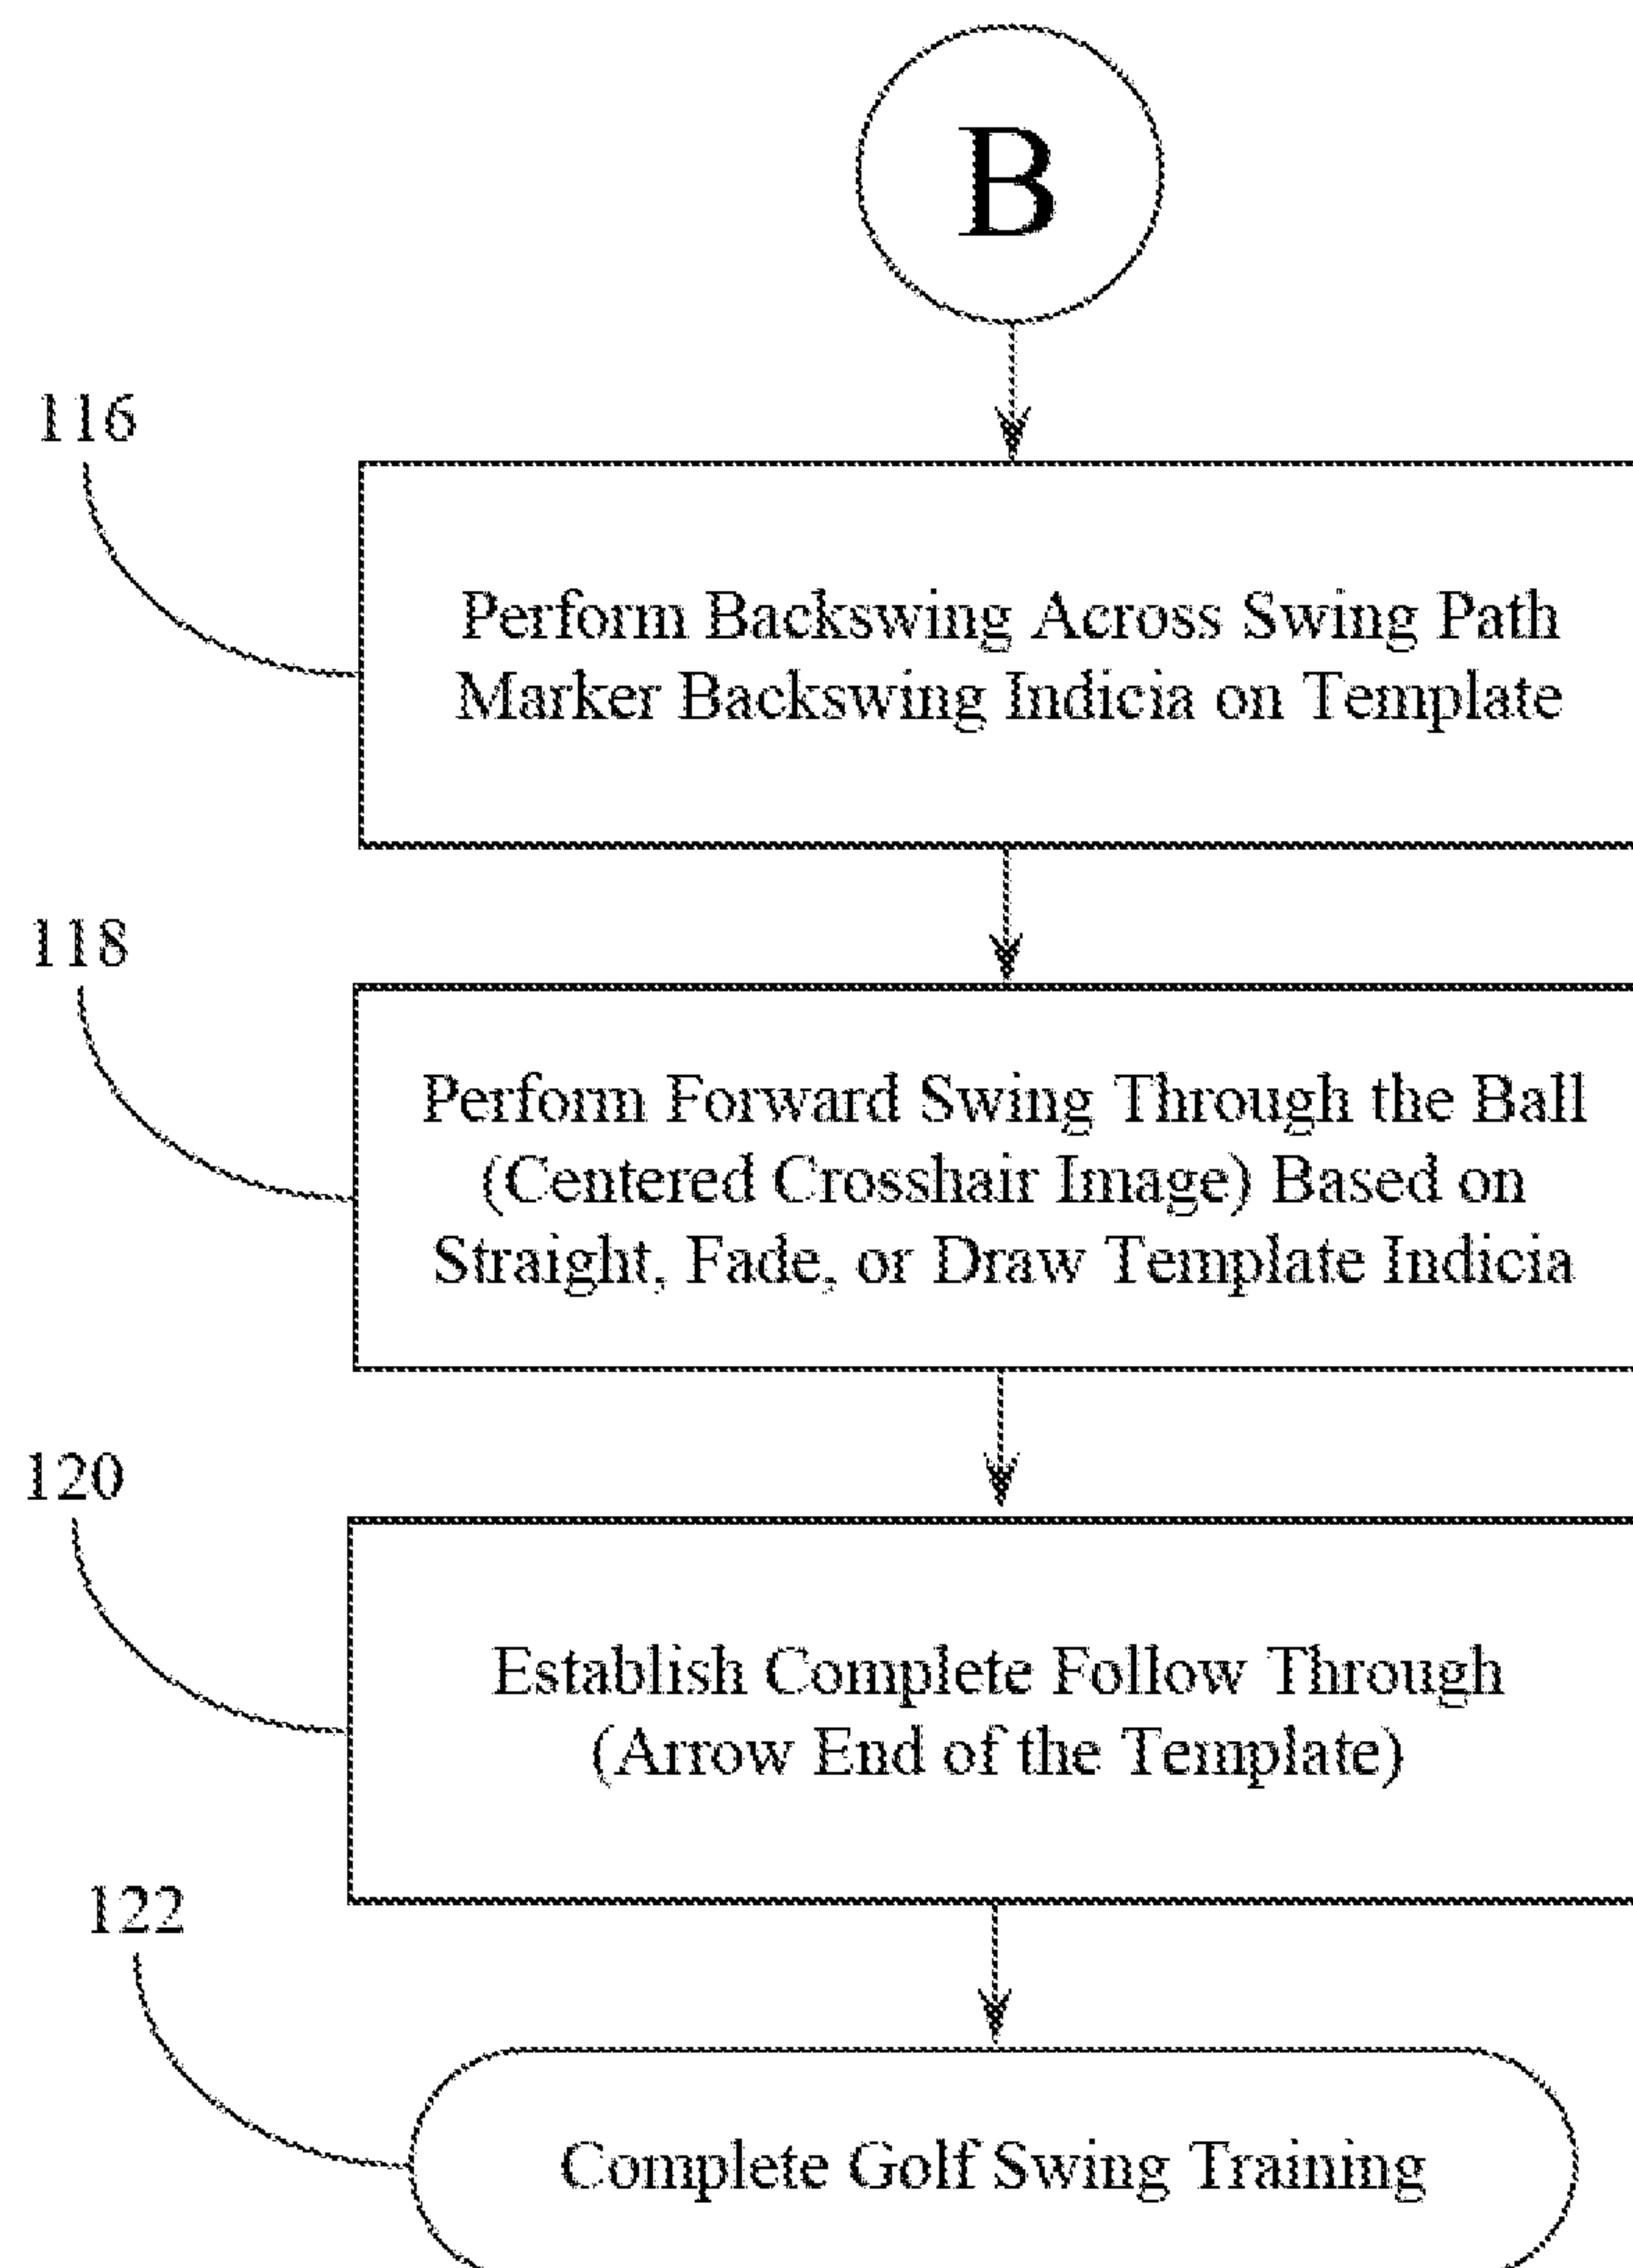 B
116
Perform Backswing Across Swing Path
Marker Backswing Indicia on Template
118
Perform Forward Swing Through the Ball
(Centered Crosshair Image) Based on
Straight, Fade, or Draw Template Indicia
120
Establish Complete Follow Through
(Arrow End of the Template)
122
Complete Golf Swing Training